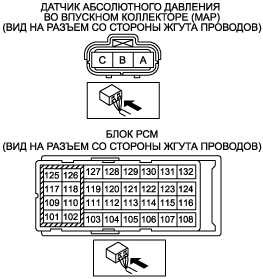 ДАТЧИК АБСОЛЮТНОГО ДАВЛЕНИЯ
ВО ВПУСКНОМ КОЛЛЕКТОРЕ (МАР)
(ВИД НА РАЗЪЕМ СО СТОРОНЫ ЖГУТА ПРОВОДОВ)
C B A
БЛОК PCM
(ВИД НА РАЗЪЕМ СО СТОРОНЫ ЖГУТА ПРОВОДОВ)
125 126 127 128 129 130 131 132
117 118 119 120 121 122 123 124
109 110 111 112 113 114 115 116
101 102 103 104 105 106 107 108